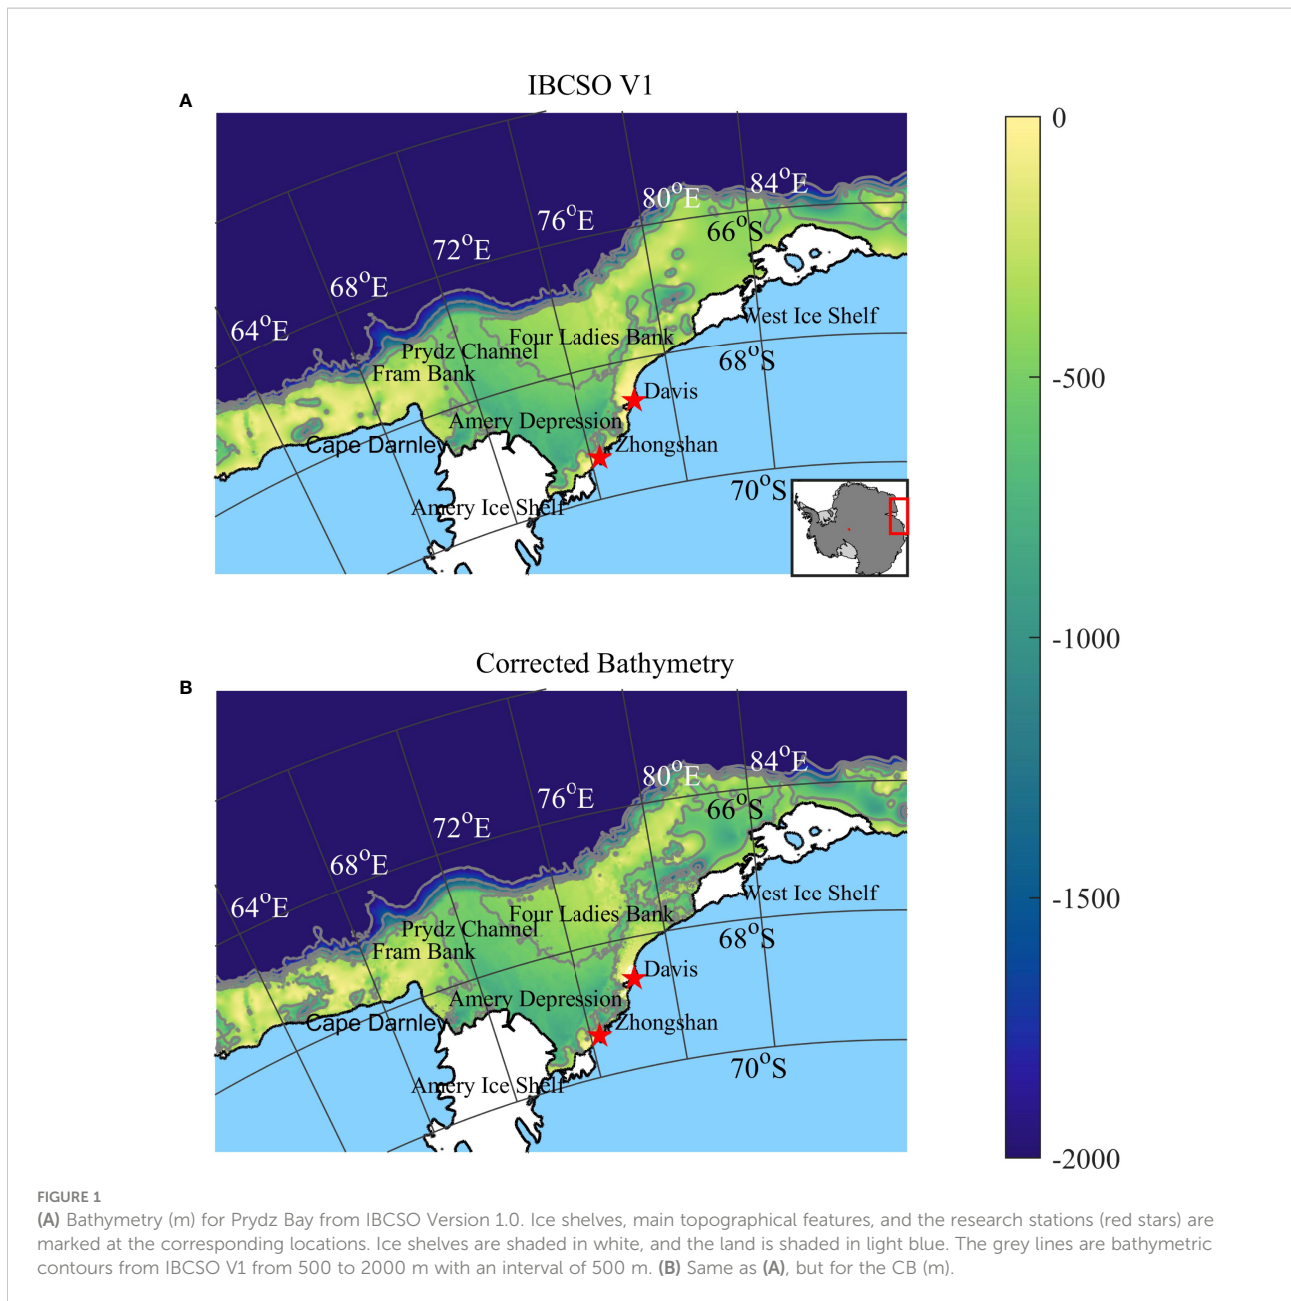 IBCSO V1
A
0
-500
-1000
-1500
-2000
64°E
68°E
72°E
76°E
80°E
84°E
66°S
68°S
70°S
West Ice Shelf
Four Ladies Bank
Prydz Channel
Fram Bank
Davis
Amery Depression
Zhongshan
Cape Darnley
Amery Ice Shelf
Corrected Bathymetry
B
64°E
68°E
72°E
76°E
80°E
84°E
66°S
68°S
70°S
West Ice Shelf
Four Ladies Bank
Prydz Channel
Fram Bank
Davis
Amery Depression
Zhongshan
Cape Darnley
Amery Ice Shelf
FIGURE 1
(A) Bathymetry (m) for Prydz Bay from IBCSO Version 1.0. Ice shelves, main topographical features, and the research stations (red stars) are
marked at the corresponding locations. Ice shelves are shaded in white, and the land is shaded in light blue. The grey lines are bathymetric
contours from IBCSO V1 from 500 to 2000 m with an interval of 500 m. (B) Same as (A), but for the CB (m).